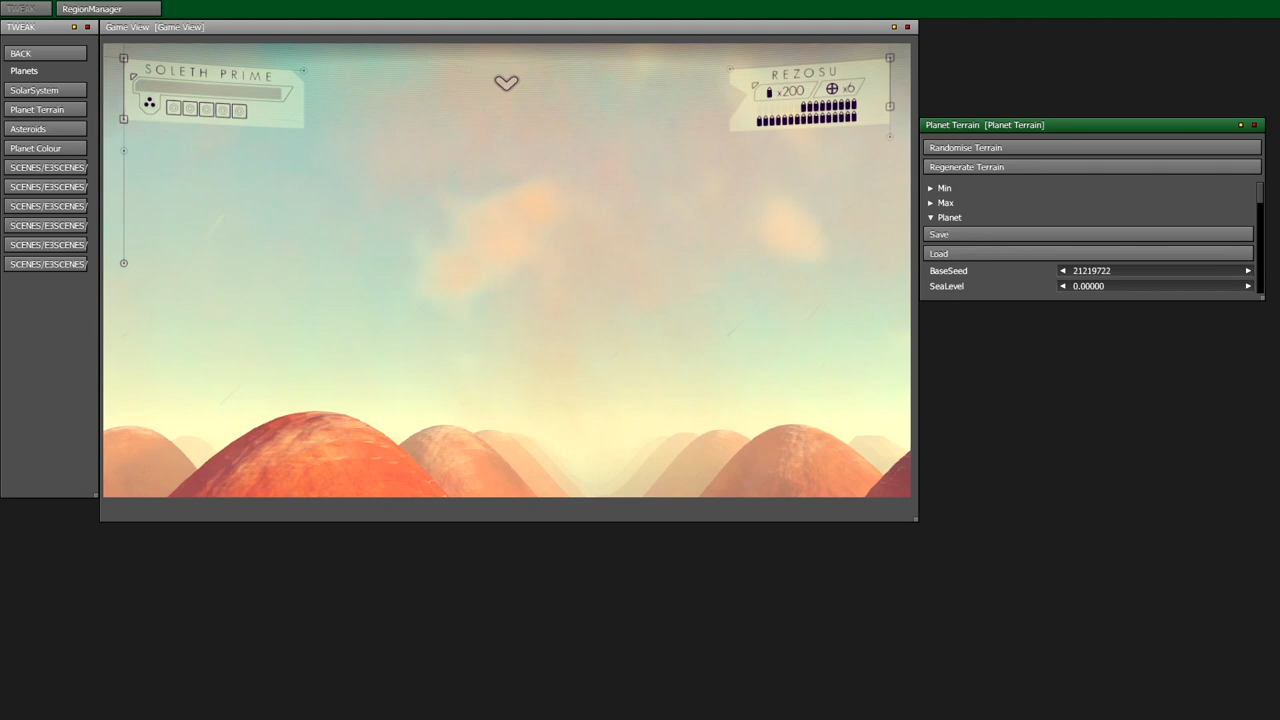 TWEAK
RegionManager
TWEAK
BACK
Planets
SolarSystem
Planet Terrain
Asteroids
Planet Colour
SCENES/E3SCENES/
SCENES/E3SCENES/
SCENES/E3SCENES/
SCENES/E3SCENES/
SCENES/E3SCENES/
SCENES/E3SCENES/
Game View [Game View]
SOLETH PRIME
REZOSU
x200
x6
Planet Terrain [Planet Terrain]
Randomise Terrain
Regenerate Terrain
Min
Max
Planet
Save
Load
BaseSeed 21219722
SeaLevel 0.00000